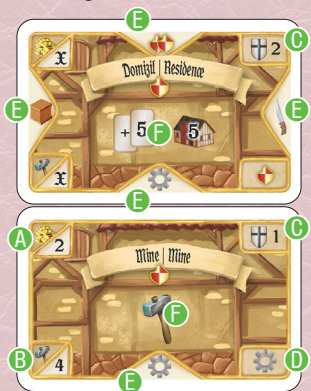 E
x 2 C
Domizil | Residence
E E
+ 5 F 5
x
E
A 2 1 C
Mine | Mine
F
B 4 D
E